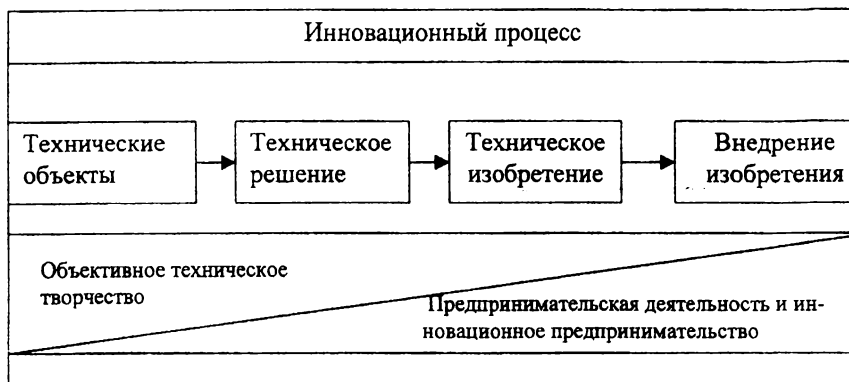 Инновационный процесс
Технические
объекты
Техническое
решение
Техническое
изобретение
Внедрение
изобретения
Объективное техническое
творчество
Предпринимательская деятельность и ин-
новационное предпринимательство